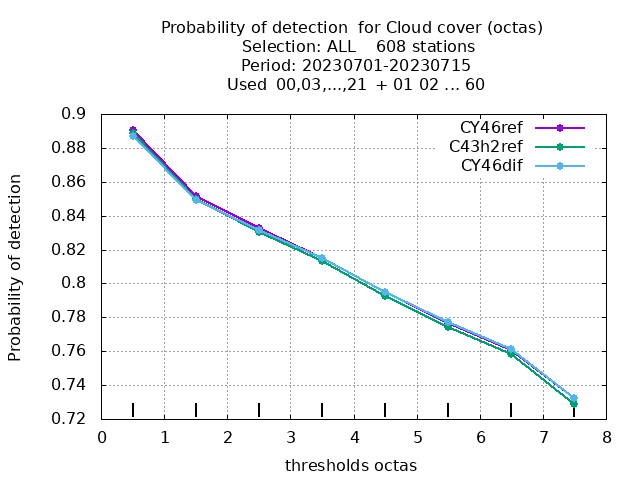 Probability of detection  for Cloud cover (octas)
Selection: ALL    608 stations
Period: 20230701-20230715
Used  00,03,...,21  + 01 02 ... 60
CY46ref
C43h2ref
CY46dif
Probability of detection
0.9
0.88
0.86
0.84
0.82
0.8
0.78
0.76
0.74
0.72
0 1 2 3 4 5 6 7 8
thresholds octas